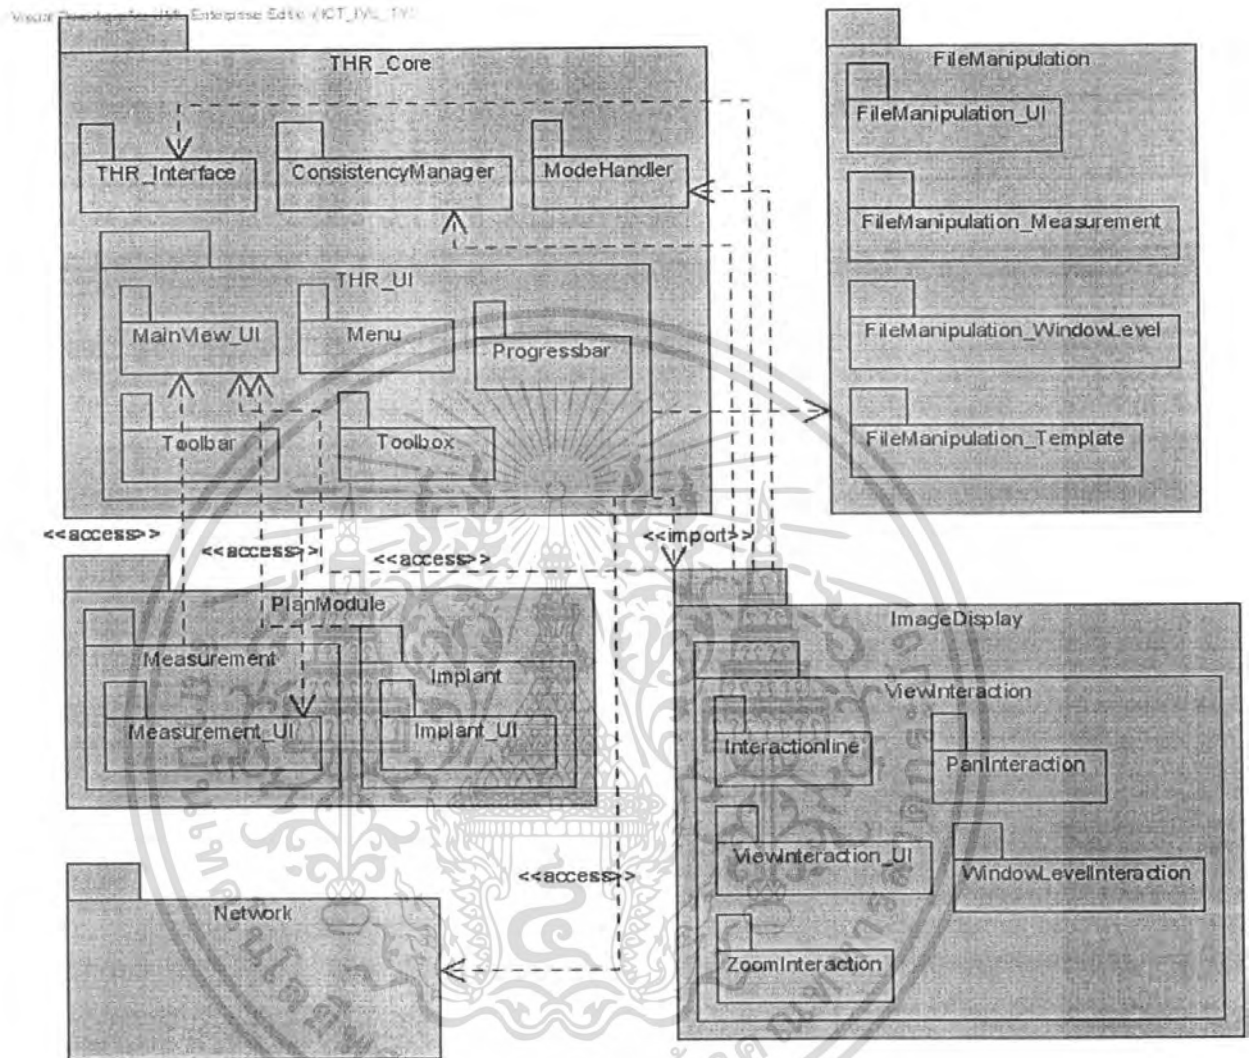 THR_Core
FileManipulation
FileManipulation_UI
THR_Interface
ConsistencyManager
ModeHandler
FileManipulation_Measurement
THR_UI
MainView_UI
Menu
Progressbar
FileManipulation_WindowLevel
Toolbar
Toolbox
FileManipulation_Template
<<access>>
<<access>>
<<access>>
<<import>>
PlanModule
ImageDisplay
Measurement
Implant
ViewInteraction
Measurement_UI
Implant_UI
Interactionline
PanInteraction
ViewInteraction_UI
WindowLevelInteraction
<<access>>
Network
ZoomInteraction